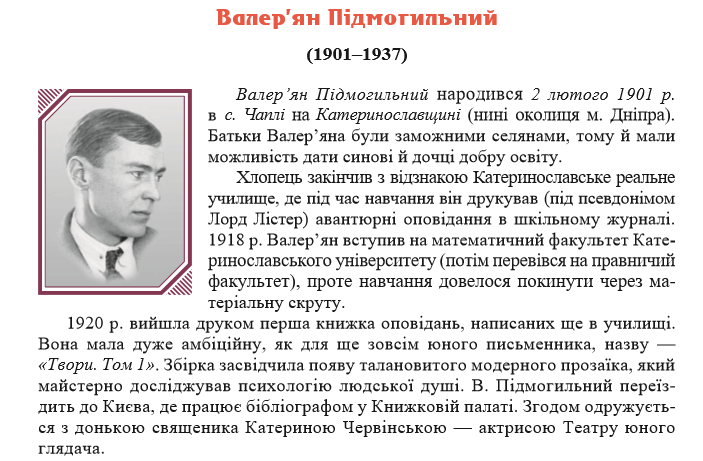 Валер’ян Підмогильний
(1901–1937)
Валер’ян Підмогильний народився 2 лютого 1901 р.
в с. Чаплі на Катеринославщині (нині околиця м. Дніпра).
Батьки Валер’яна були заможними селянами, тому й мали
можливість дати синові й дочці добру освіту.
Хлопець закінчив з відзнакою Катеринославське реальне
училище, де під час навчання він друкував (під псевдонімом
Лорд Лістер) авантюрні оповідання в шкільному журналі.
1918 р. Валер’ян вступив на математичний факультет Кате-
ринославського університету (потім перевівся на правничий
факультет), проте навчання довелося покинути через ма-
теріальну скруту.
1920 р. вийшла друком перша книжка оповідань, написаних ще в училищі.
Вона мала дуже амбіційну, як для ще зовсім юного письменника, назву —
«Твори. Том 1». Збірка засвідчила появу талановитого модерного прозаїка, який
майстерно досліджував психологію людської душі. В. Підмогильний переїз-
дить до Києва, де працює бібліографом у Книжковій палаті. Згодом одружуєть-
ся з донькою священика Катериною Червінською — актрисою Театру юного
глядача.